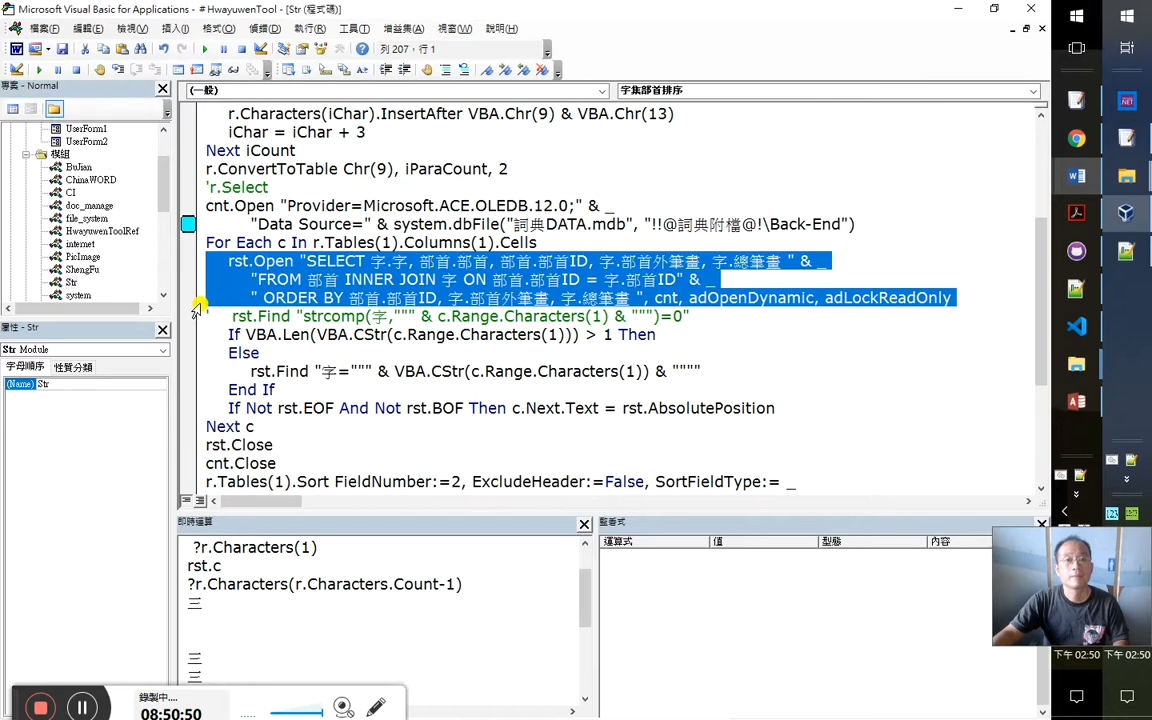 Microsoft Visual Basic for Applications - #HwayuwenTool - [Str (程式碼)]
檔案(F) 編輯(E) 檢視(V) 插入(I) 格式(O) 偵錯(D) 執行(R) 工具(T) 增益集(A) 視窗(W) 說明(H)
列 207，行 1
專案 - Normal
UserForm1
UserForm2
模組
BuJian
ChinaWORD
CI
doc_manage
file_system
HwayuwenToolRef
internet
PicImage
ShengFu
Str
system
屬性 - Str
Str Module
字母順序 性質分類
(Name) Str
(一般)
字集部首排序
r.Characters(iChar).InsertAfter VBA.Chr(9) & VBA.Chr(13)
iChar = iChar + 3
Next iCount
r.ConvertToTable Chr(9), iParaCount, 2
'r.Select
cnt.Open "Provider=Microsoft.ACE.OLEDB.12.0;" & _
"Data Source=" & system.dbFile("詞典DATA.mdb", "!!@詞典附檔@!\Back-End")
For Each c In r.Tables(1).Columns(1).Cells
rst.Open "SELECT 字.字, 部首.部首, 部首.部首ID, 字.部首外筆畫, 字.總筆畫 " & _
"FROM 部首 INNER JOIN 字 ON 部首.部首ID = 字.部首ID" & _
" ORDER BY 部首.部首ID, 字.部首外筆畫, 字.總筆畫 ", cnt, adOpenDynamic, adLockReadOnly
' rst.Find "strcomp(字,""" & c.Range.Characters(1) & """)=0"
If VBA.Len(VBA.CStr(c.Range.Characters(1))) > 1 Then
Else
rst.Find "字=""" & VBA.CStr(c.Range.Characters(1)) & """"
End If
If Not rst.EOF And Not rst.BOF Then c.Next.Text = rst.AbsolutePosition
Next c
rst.Close
cnt.Close
r.Tables(1).Sort FieldNumber:=2, ExcludeHeader:=False, SortFieldType:= _
即時運算
?r.Characters(1)
rst.c
?r.Characters(r.Characters.Count-1)
三
三
三
監看式
運算式 值 型態 內容
錄製中....
08:50:50
下午 02:50 下午 02:50